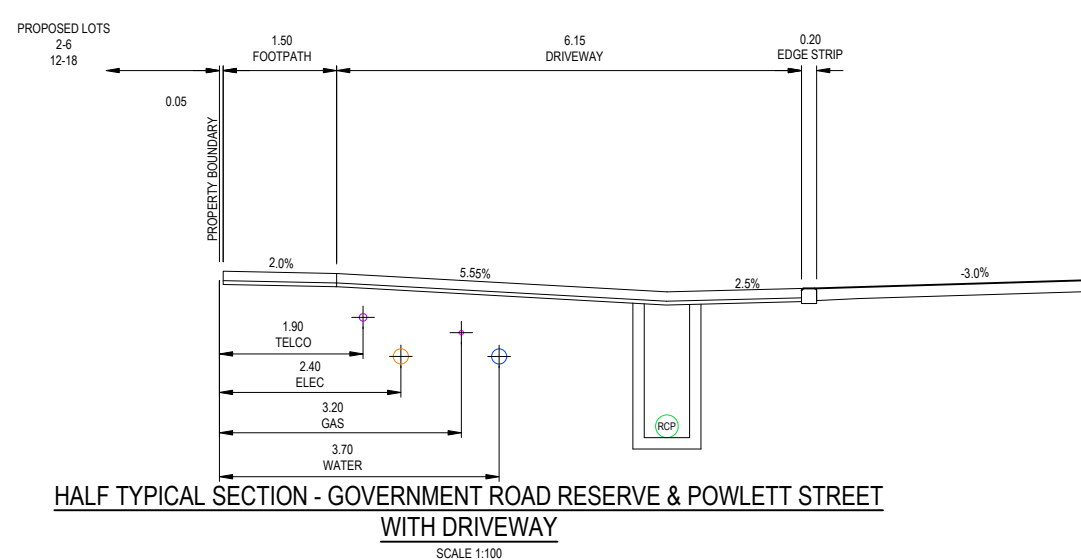 PROPOSED LOTS
2-6
12-18
1.50
FOOTPATH
6.15
DRIVEWAY
0.20
EDGE STRIP
0.05
PROPERTY BOUNDARY
2.0%
5.55%
2.5%
-3.0%
1.90
TELCO
2.40
ELEC
3.20
GAS
3.70
WATER
RCP
HALF TYPICAL SECTION - GOVERNMENT ROAD RESERVE & POWLETT STREET
WITH DRIVEWAY
SCALE 1:100